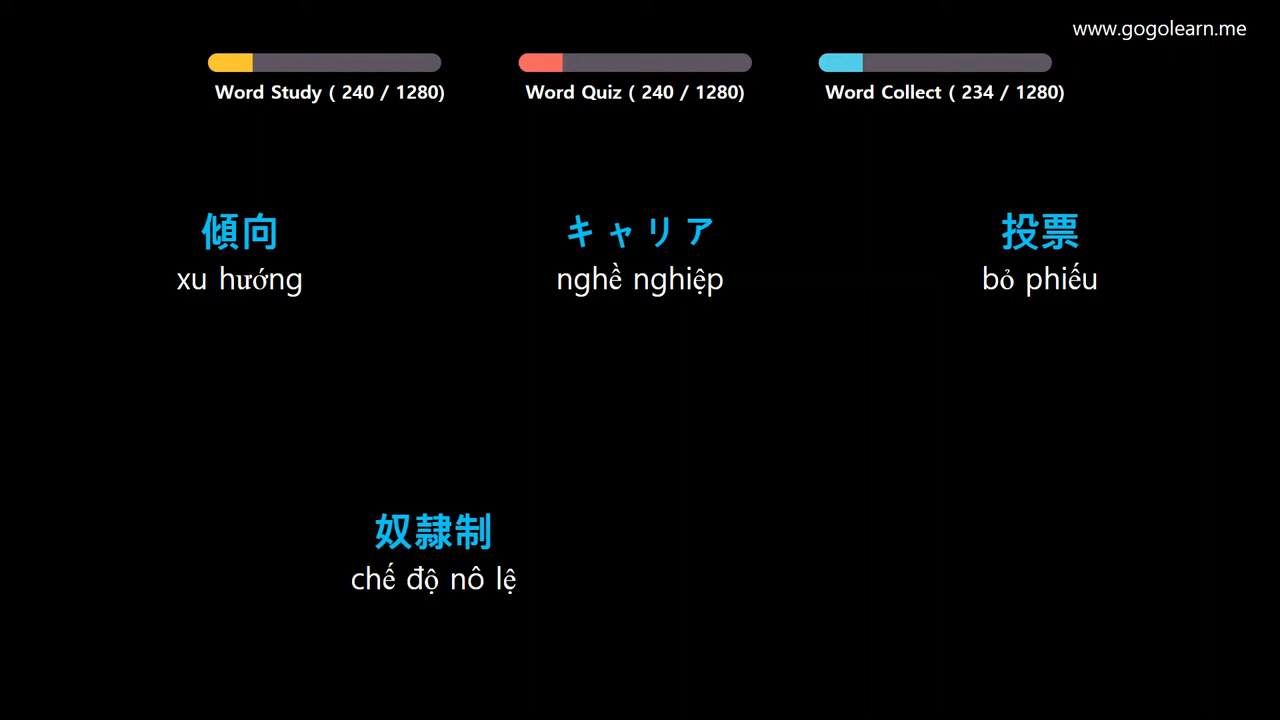 www.gogolearn.me
Word Study ( 240 / 1280)
Word Quiz ( 240 / 1280)
Word Collect ( 234 / 1280)
傾向
xu hướng
キャリア
nghề nghiệp
投票
bỏ phiếu
奴隷制
chế độ nô lệ